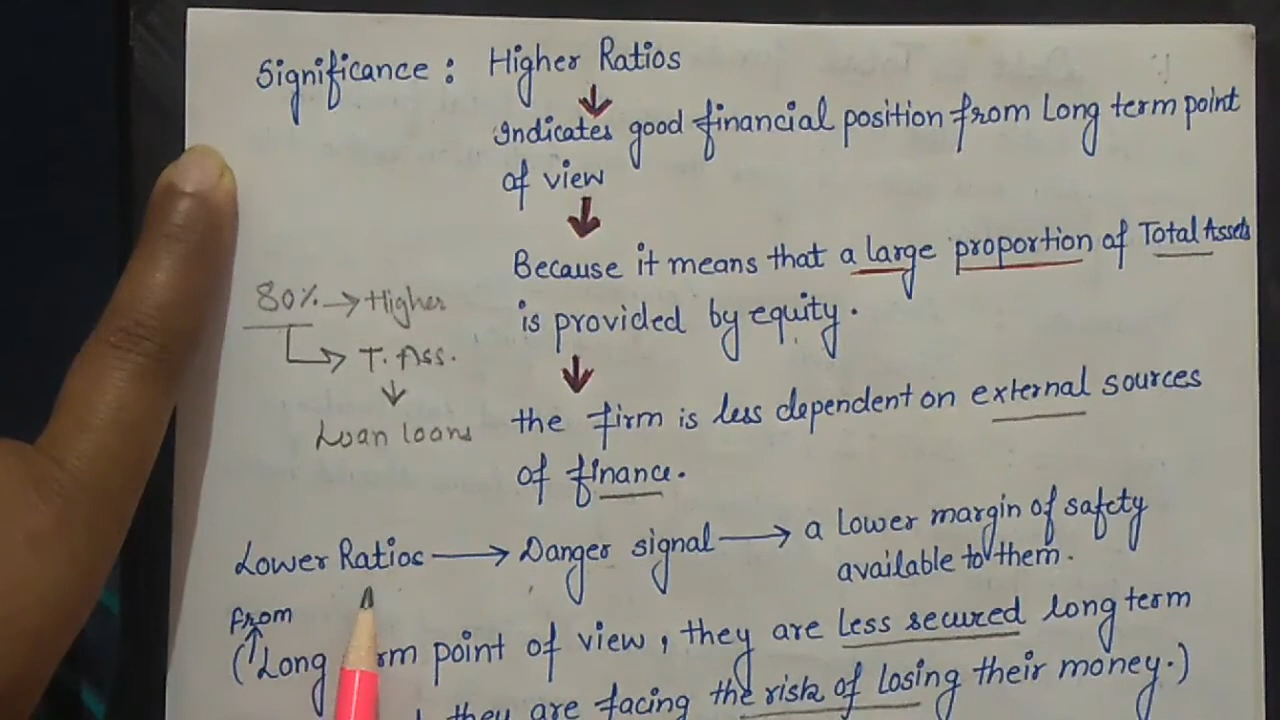 Significance : Higher Ratios
Indicates good financial position from Long term point
of view
Because it means that a large proportion of Total Assets
is provided by equity.
80% → Higher
→ T. Ass.
Loan loans
the firm is less dependent on external sources
of finance.
Lower Ratios → Danger signal → a Lower margin of safety
available to them.
from
(Long point of view, they are less secured long term
they are facing the risk of losing their money.)